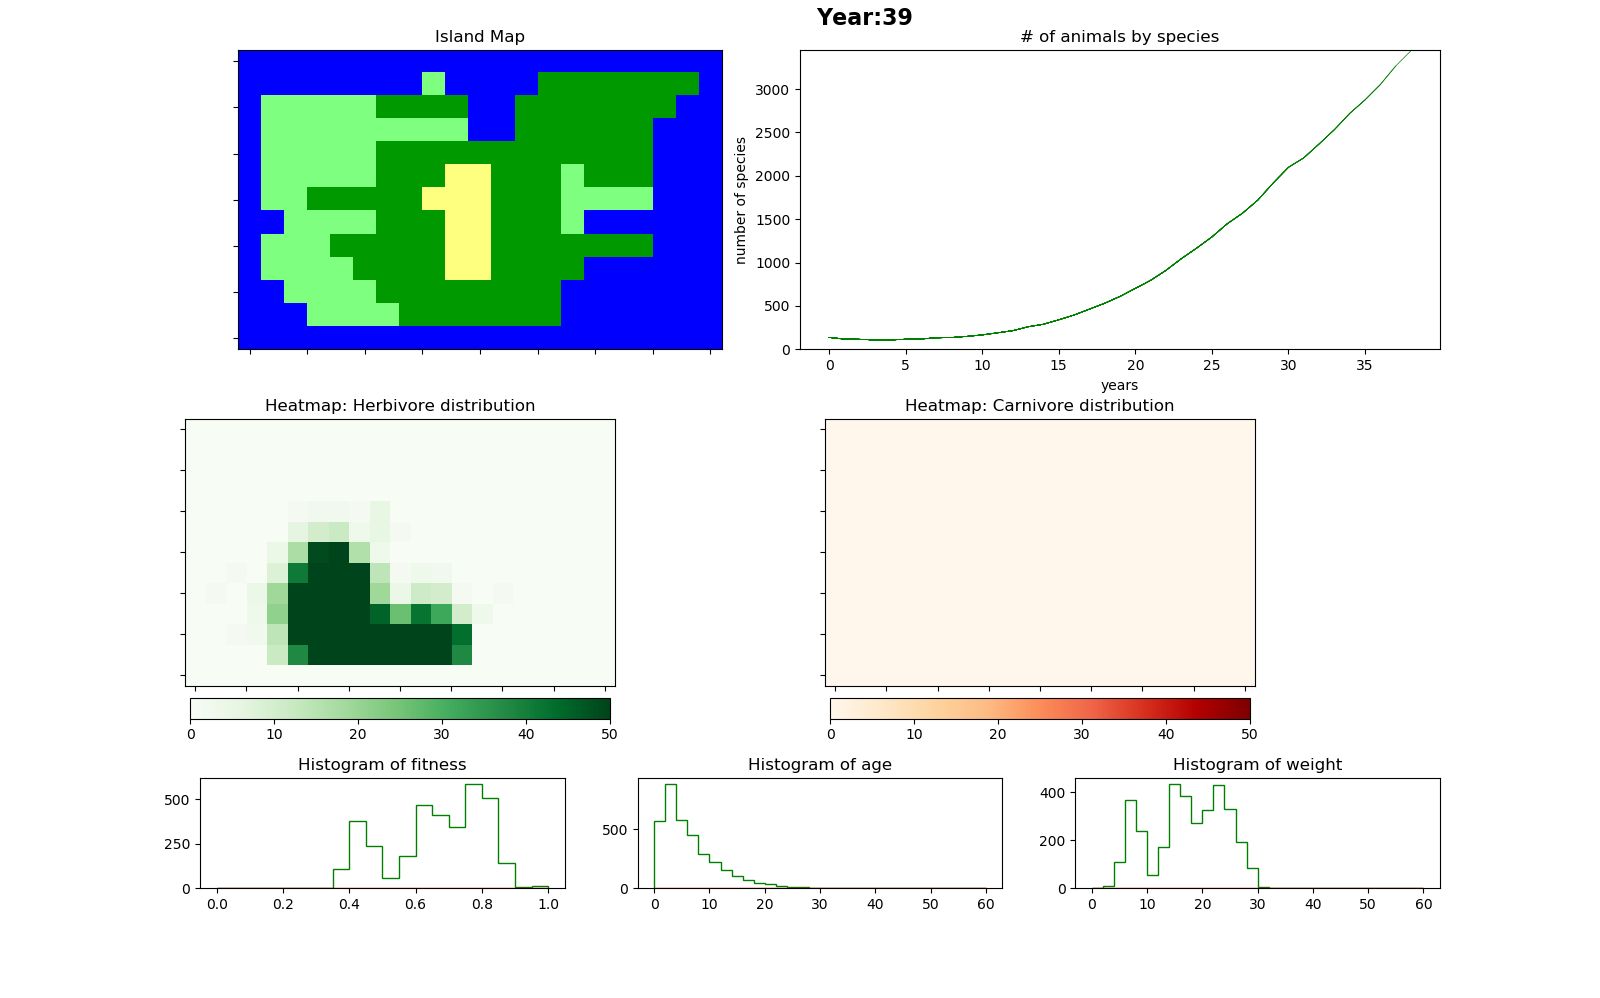 Year:39
Island Map
# of animals by species
3000
2500
2000
1500
1000
500
0
number of species
0 5 10 15 20 25 30 35
years
Heatmap: Herbivore distribution
Heatmap: Carnivore distribution
0 10 20 30 40 50
0 10 20 30 40 50
Histogram of fitness
Histogram of age
Histogram of weight
500
250
0
0.0 0.2 0.4 0.6 0.8 1.0
500
0
0 10 20 30 40 50 60
400
200
0
0 10 20 30 40 50 60